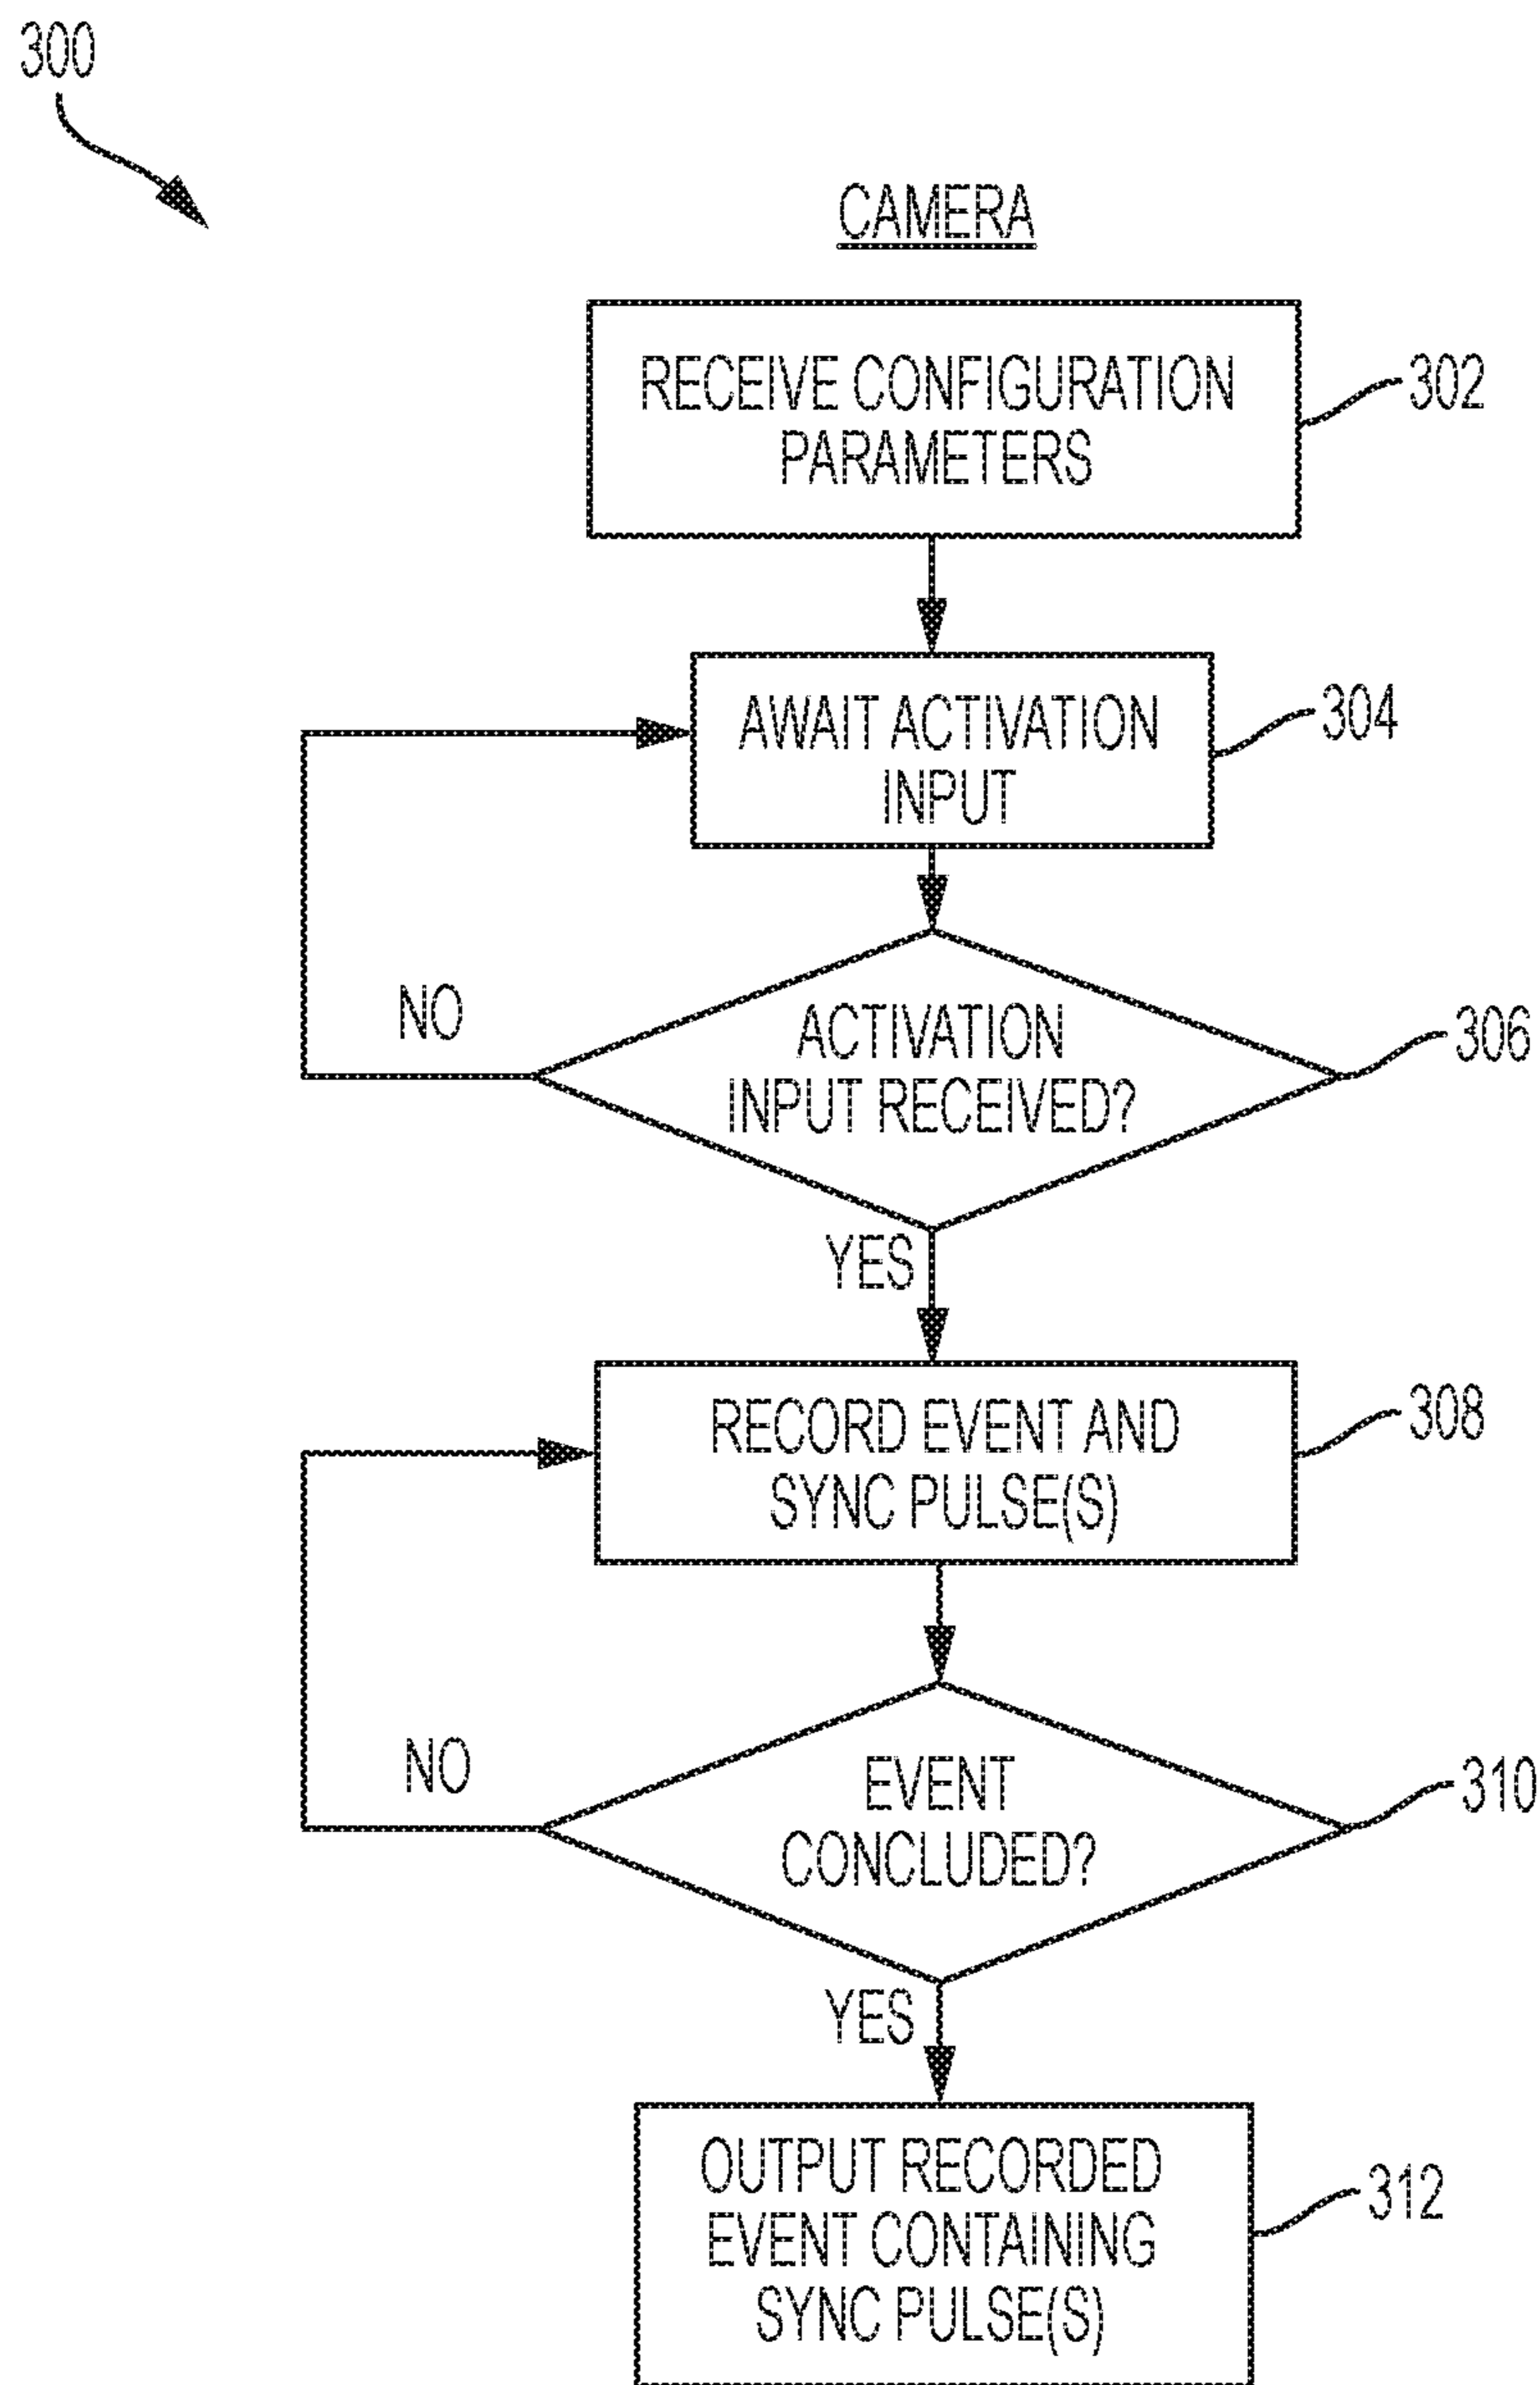 300
CAMERA
RECEIVE CONFIGURATION
PARAMETERS
302
AWAIT ACTIVATION
INPUT
304
ACTIVATION
INPUT RECEIVED?
306
NO
YES
RECORD EVENT AND
SYNC PULSE(S)
308
EVENT
CONCLUDED?
310
NO
YES
OUTPUT RECORDED
EVENT CONTAINING
SYNC PULSE(S)
312